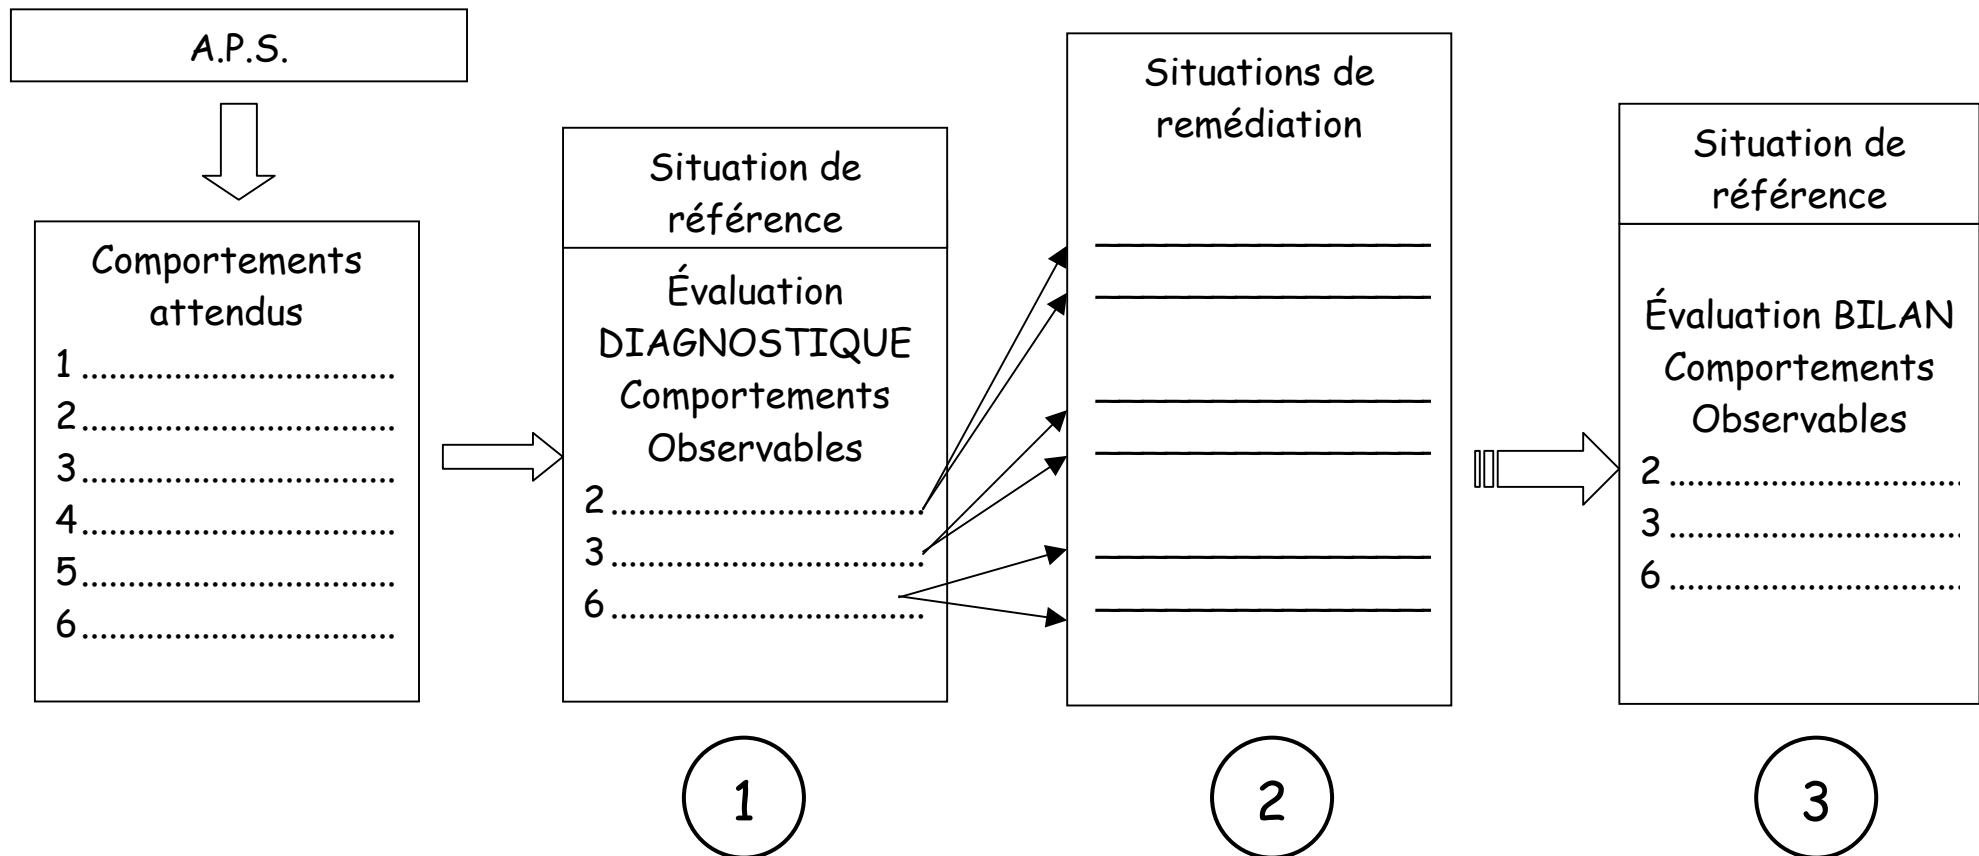 A.P.S.
Comportements
attendus
1 ..................................
2 ..................................
3 ..................................
4 ..................................
5 ..................................
6 ..................................
Situation de
référence
Évaluation
DIAGNOSTIQUE
Comportements
Observables
2 ..................................
3 ..................................
6 ..................................
Situations de
remédiation
Situation de
référence
Évaluation BILAN
Comportements
Observables
2 ................................
3 ................................
6 ................................
1
2
3